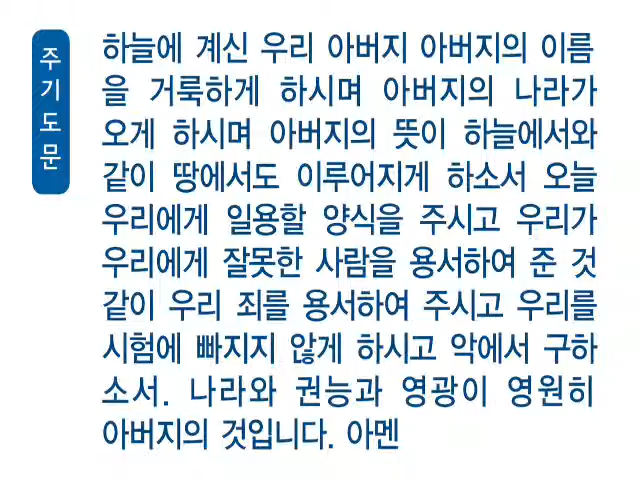 주기도문
하늘에 계신 우리 아버지 아버지의 이름
을 거룩하게 하시며 아버지의 나라가
오게 하시며 아버지의 뜻이 하늘에서와
같이 땅에서도 이루어지게 하소서 오늘
우리에게 일용할 양식을 주시고 우리가
우리에게 잘못한 사람을 용서하여 준 것
같이 우리 죄를 용서하여 주시고 우리를
시험에 빠지지 않게 하시고 악에서 구하
소서. 나라와 권능과 영광이 영원히
아버지의 것입니다. 아멘